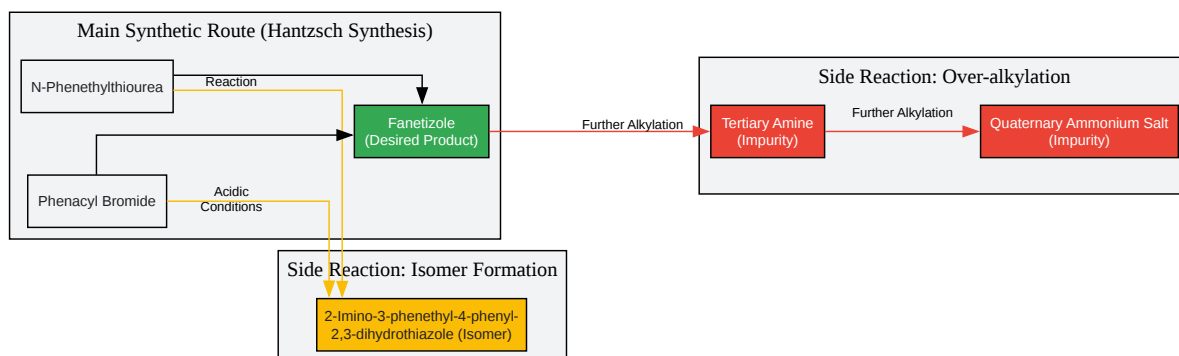 Main Synthetic Route (Hantzsch Synthesis)
N-Phenethylthiourea
Reaction
Fanetizole
(Desired Product)
Phenacyl Bromide
Acidic
Conditions
Further Alkylation
Side Reaction: Over-alkylation
Tertiary Amine
(Impurity)
Further Alkylation
Quaternary Ammonium Salt
(Impurity)
Side Reaction: Isomer Formation
2-Imino-3-phenethyl-4-phenyl-
2,3-dihydrothiazole (Isomer)